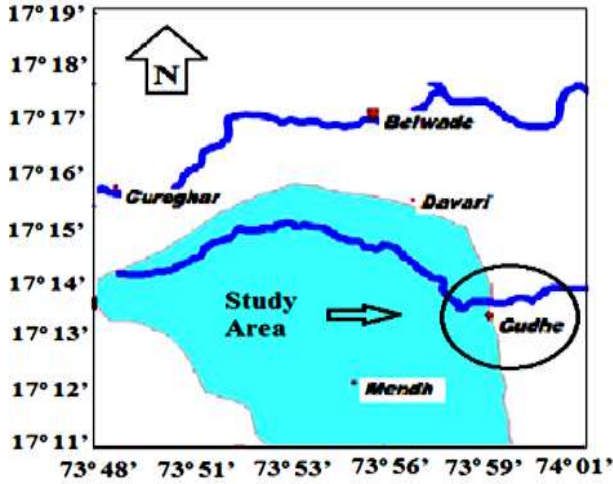 17° 19’
17° 18’
17° 17’
17° 16’
17° 15’
17° 14’
17° 13’
17° 12’
17° 11’
N
Belwade
Gureghar
Davari
Study
Area
Gudhe
Mendh
73° 48’ 73° 51’ 73° 53’ 73° 56’ 73° 59’ 74° 01’